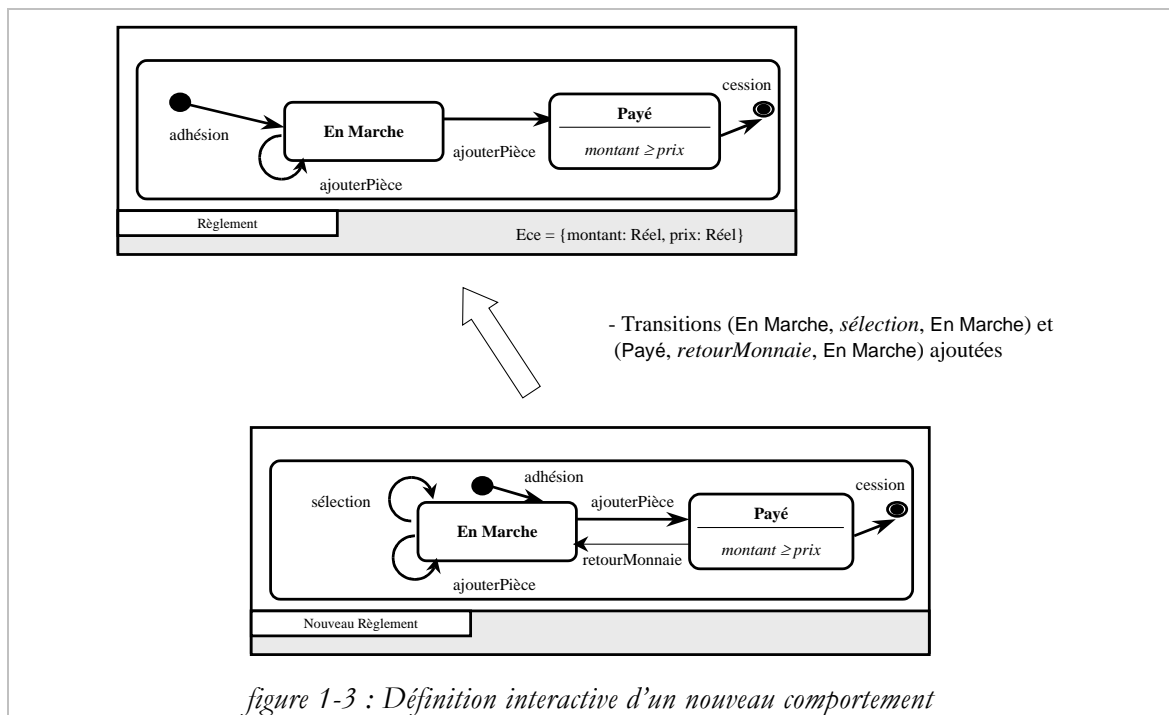 cession
Payé
En Marche
adhésion
montant ≥ prix
ajouterPièce
ajouterPièce
Règlement
Ece = {montant: Réel, prix: Réel}
- Transitions (En Marche, sélection, En Marche) et
(Payé, retourMonnaie, En Marche) ajoutées
adhésion
cession
sélection
ajouterPièce
Payé
En Marche
montant ≥ prix
retourMonnaie
ajouterPièce
Nouveau Règlement
figure 1-3 : Définition interactive d'un nouveau comportement